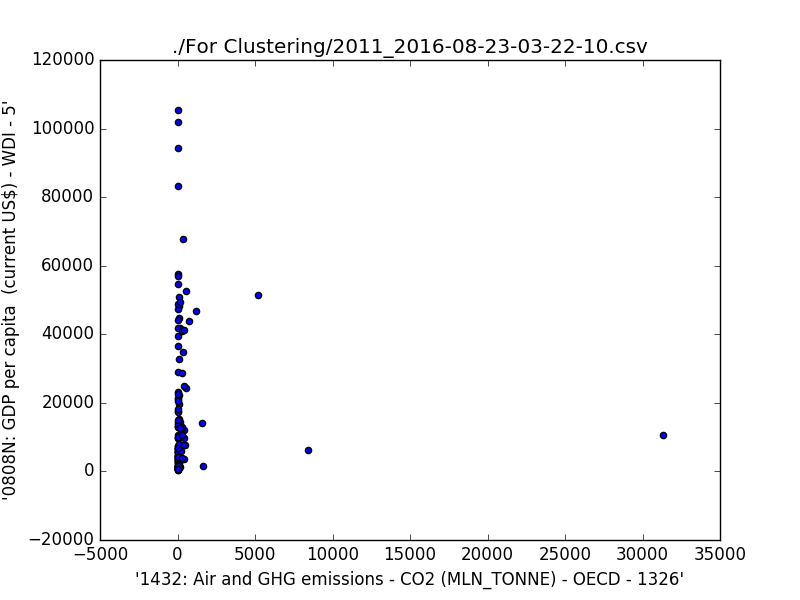 ./For Clustering/2011_2016-08-23-03-22-10.csv
120000
100000
80000
60000
40000
20000
0
−20000
−5000 0 5000 10000 15000 20000 25000 30000 35000
'0808N: GDP per capita  (current US$) - WDI - 5'
'1432: Air and GHG emissions - CO2 (MLN_TONNE) - OECD - 1326'